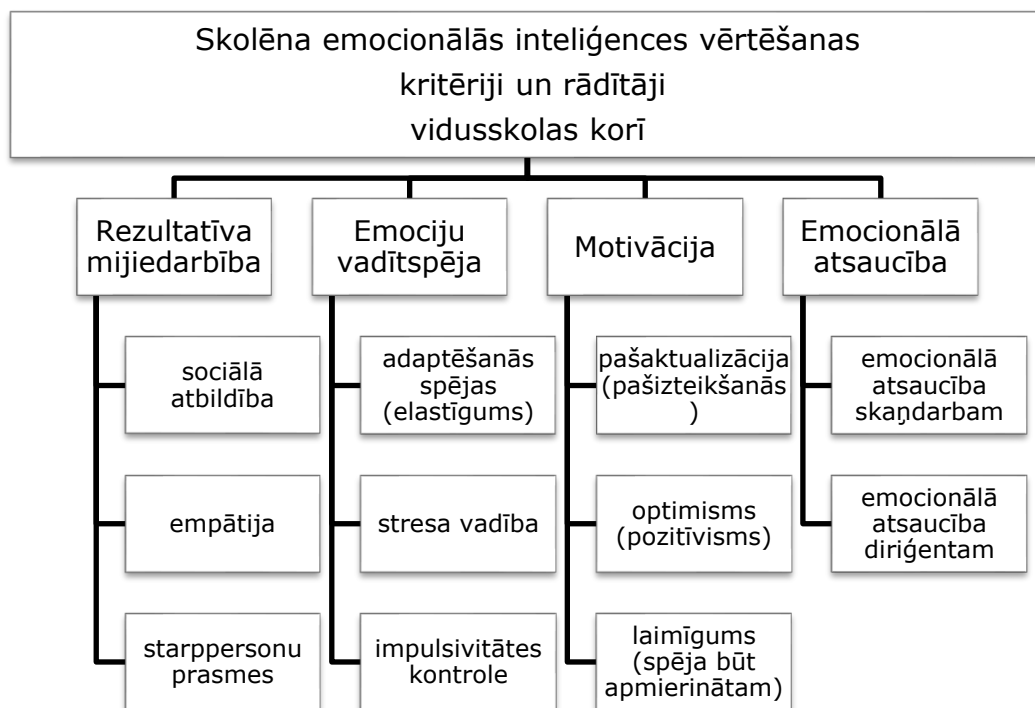 Skolēna emocionālās inteliģences vērtēšanas
kritēriji un rādītāji
vidusskolas korī
Rezultatīva
mijiedarbība
sociālā
atbildība
empātija
starppersonu
prasmes
Emociju
vadītspēja
adaptēšanās
spējas
(elastīgums)
stresa vadība
impulsivitātes
kontrole
Motivācija
pašaktualizācija
(pašizteikšanās
)
optimisms
(pozitīvisms)
laimīgums
(spēja būt
apmierinātam)
Emocionālā
atsaucība
emocionālā
atsaucība
skaņdarbam
emocionālā
atsaucība
diriģentam